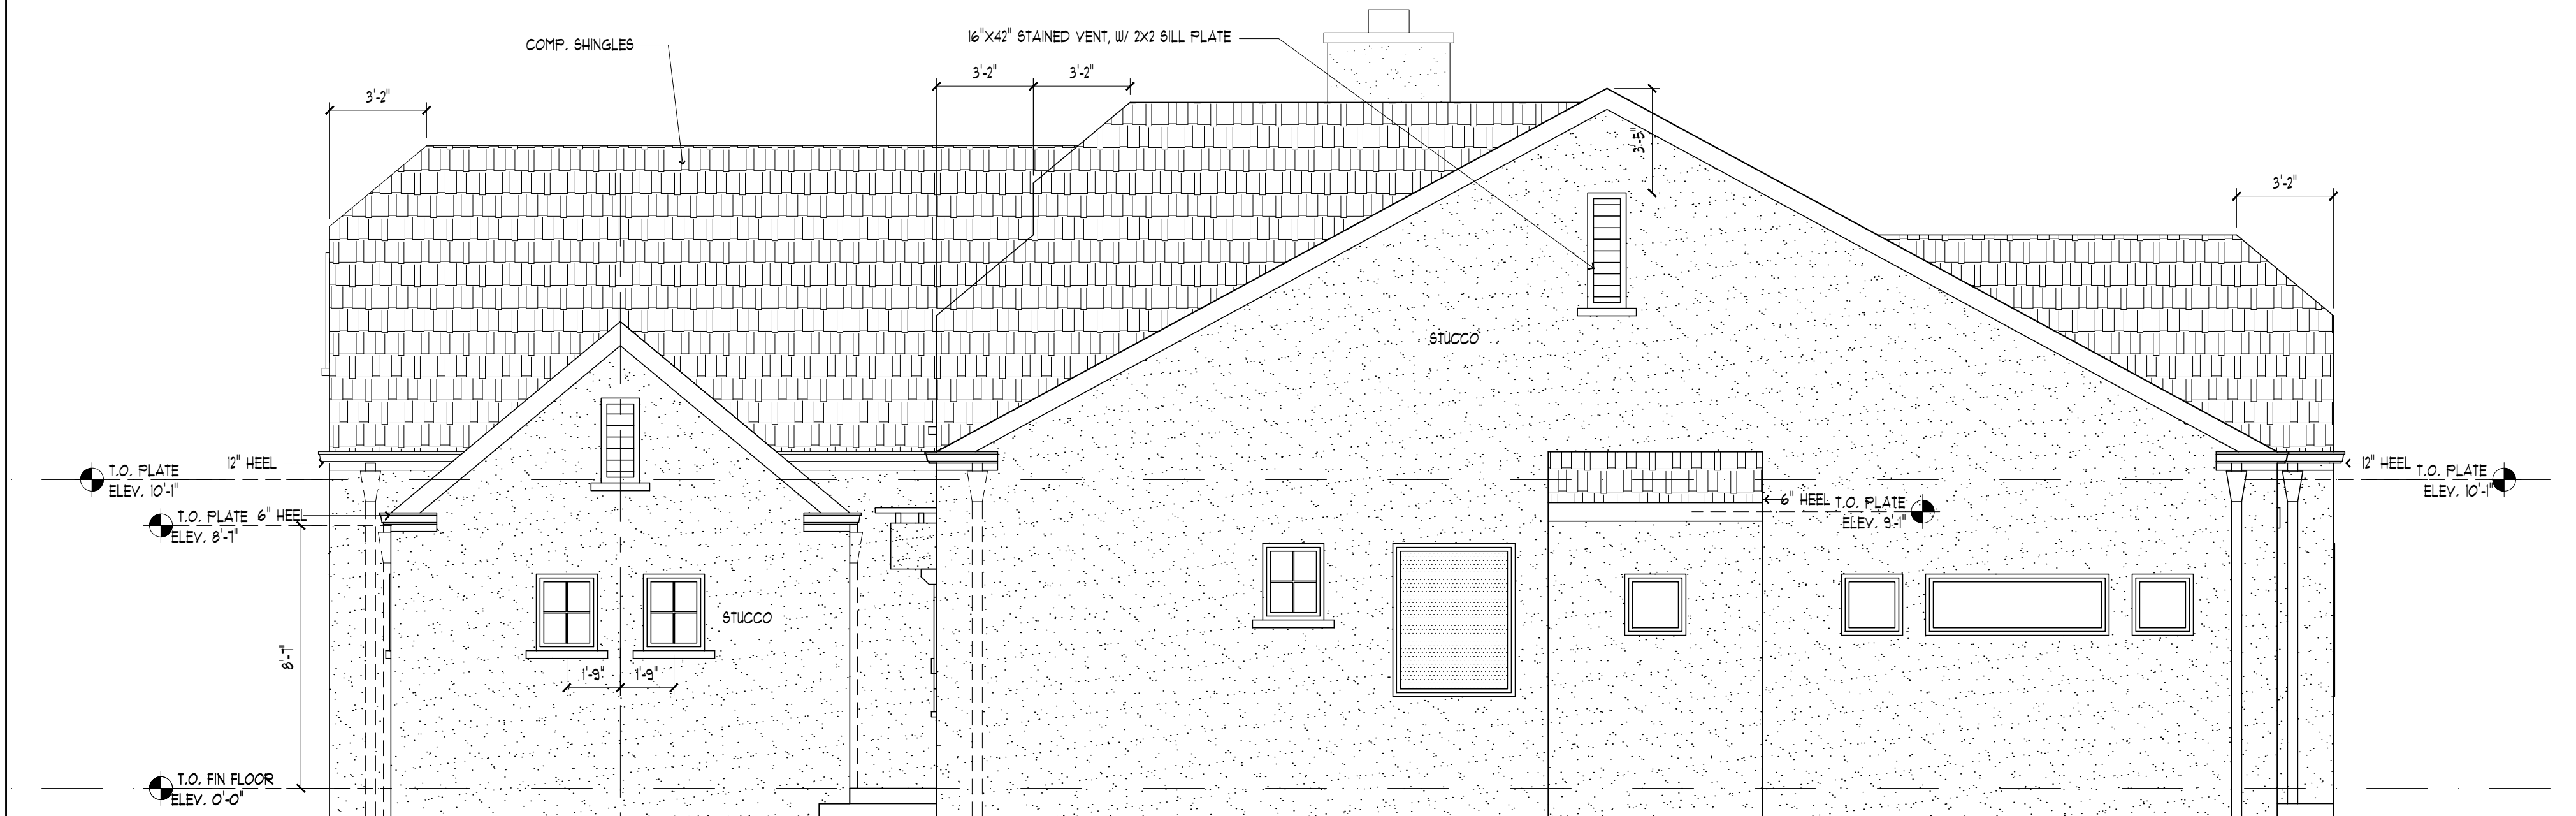 COMP. SHINGLES
16"X42" STAINED VENT, W/ 2X2 SILL PLATE
3'-2"
3'-2"
3'-2"
3'-5"
3'-2"
STUCCO
12" HEEL
T.O. PLATE
ELEV. 10'-1"
12" HEEL
T.O. PLATE
ELEV. 10'-1"
T.O. PLATE
ELEV. 8'-7"
6" HEEL
6" HEEL
T.O. PLATE
ELEV. 9'-1"
STUCCO
8'-7"
1'-9"
1'-9"
T.O. FIN FLOOR
ELEV. 0'-0"